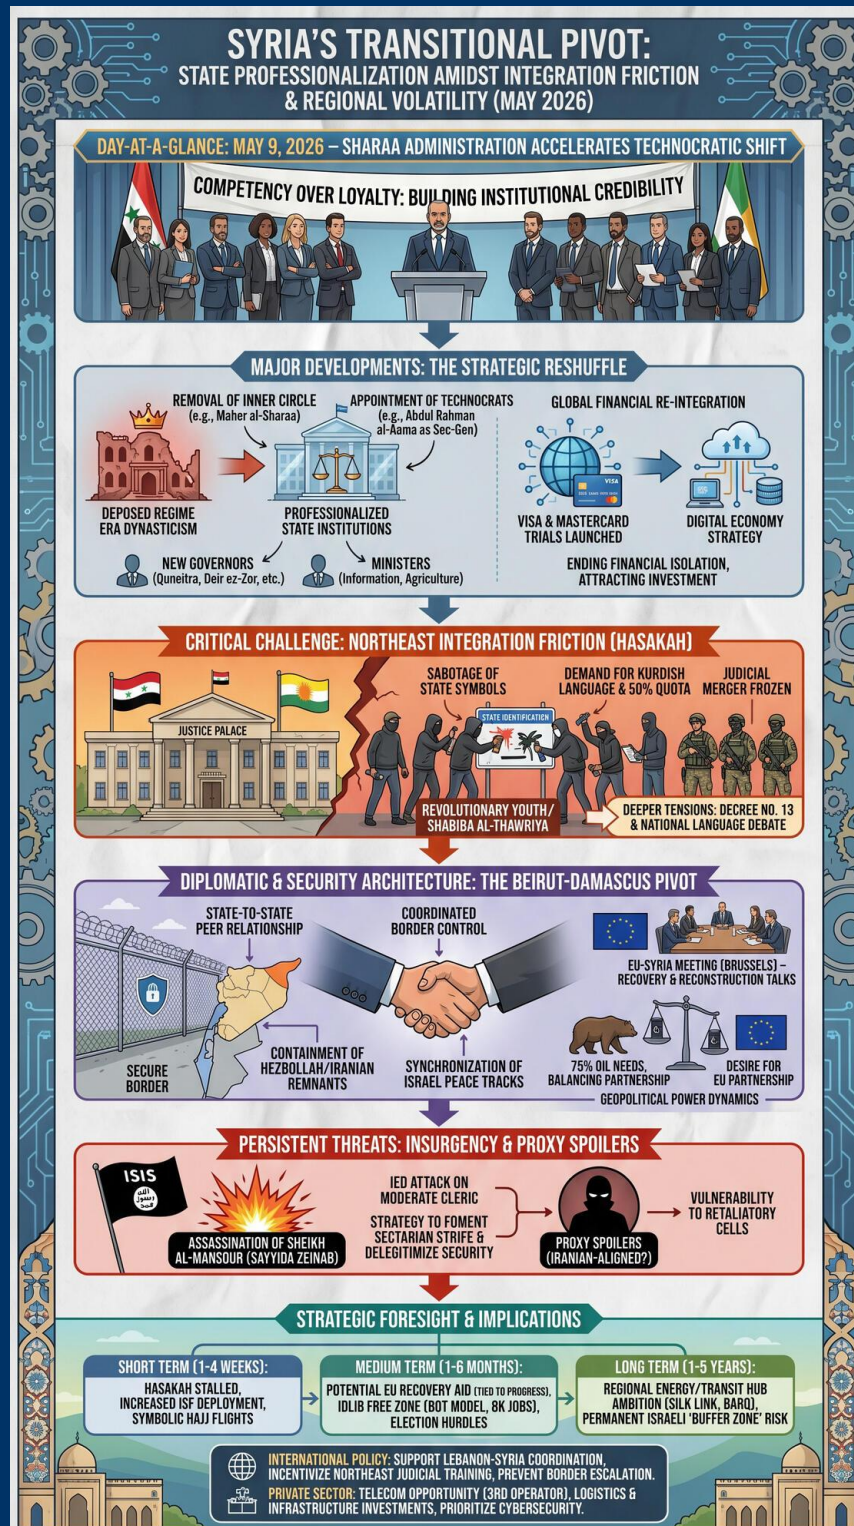 SYRIA'S TRANSITIONAL PIVOT:
STATE PROFESSIONALIZATION AMIDST INTEGRATION FRICTION
& REGIONAL VOLATILITY (MAY 2026)
DAY-AT-A-GLANCE: MAY 9, 2026 – SHARAA ADMINISTRATION ACCELERATES TECHNOCRATIC SHIFT
COMPETENCY OVER LOYALTY: BUILDING INSTITUTIONAL CREDIBILITY
MAJOR DEVELOPMENTS: THE STRATEGIC RESHUFFLE
REMOVAL OF INNER CIRCLE
(e.g., Maher al-Sharaa)
APPOINTMENT OF TECHNOCRATS
(e.g., Abdul Rahman
al-Aama as Sec-Gen)
DEPOSED REGIME
ERA DYNASTICISM
PROFESSIONALIZED
STATE INSTITUTIONS
NEW GOVERNORS
(Quneitra, Deir ez-Zor, etc.)
MINISTERS
(Information, Agriculture)
GLOBAL FINANCIAL RE-INTEGRATION
VISA
VISA & MASTERCARD
TRIALS LAUNCHED
DIGITAL ECONOMY
STRATEGY
ENDING FINANCIAL ISOLATION,
ATTRACTING INVESTMENT
CRITICAL CHALLENGE: NORTHEAST INTEGRATION FRICTION (HASAKAH)
JUSTICE PALACE
SABOTAGE OF
STATE SYMBOLS
DEMAND FOR KURDISH
LANGUAGE & 50% QUOTA
JUDICIAL
MERGER FROZEN
STATE IDENTIFICATION
REVOLUTIONARY YOUTH/
SHABIBA AL-THAWRIYA
DEEPER TENSIONS: DECREE NO. 13
& NATIONAL LANGUAGE DEBATE
DIPLOMATIC & SECURITY ARCHITECTURE: THE BEIRUT-DAMASCUS PIVOT
STATE-TO-STATE
PEER RELATIONSHIP
SECURE
BORDER
CONTAINMENT OF
HEZBOLLAH/IRANIAN
REMNANTS
COORDINATED
BORDER CONTROL
SYNCHRONIZATION OF
ISRAEL PEACE TRACKS
EU-SYRIA MEETING (BRUSSELS) –
RECOVERY & RECONSTRUCTION TALKS
75% OIL NEEDS,
BALANCING PARTNERSHIP
DESIRE FOR
EU PARTNERSHIP
GEOPOLITICAL POWER DYNAMICS
PERSISTENT THREATS: INSURGENCY & PROXY SPOILERS
ISIS
ASSASSINATION OF SHEIKH
AL-MANSOUR (SAYYIDA ZEINAB)
IED ATTACK ON
MODERATE CLERIC
STRATEGY TO FOMENT
SECTARIAN STRIFE &
DELEGITIMIZE SECURITY
PROXY SPOILERS
(IRANIAN-ALIGNED?)
VULNERABILITY
TO RETALIATORY
CELLS
STRATEGIC FORESIGHT & IMPLICATIONS
SHORT TERM (1-4 WEEKS):
HASAKAH STALLED,
INCREASED ISF DEPLOYMENT,
SYMBOLIC HAJJ FLIGHTS
MEDIUM TERM (1-6 MONTHS):
POTENTIAL EU RECOVERY AID (TIED TO PROGRESS),
IDLIB FREE ZONE (BOT MODEL, 8K JOBS),
ELECTION HURDLES
LONG TERM (1-5 YEARS):
REGIONAL ENERGY/TRANSIT HUB
AMBITION (SILK LINK, BARQ),
PERMANENT ISRAELI 'BUFFER ZONE' RISK
INTERNATIONAL POLICY: SUPPORT LEBANON-SYRIA COORDINATION,
INCENTIVIZE NORTHEAST JUDICIAL TRAINING, PREVENT BORDER ESCALATION.
PRIVATE SECTOR: TELECOM OPPORTUNITY (3RD OPERATOR), LOGISTICS &
INFRASTRUCTURE INVESTMENTS, PRIORITIZE CYBERSECURITY.